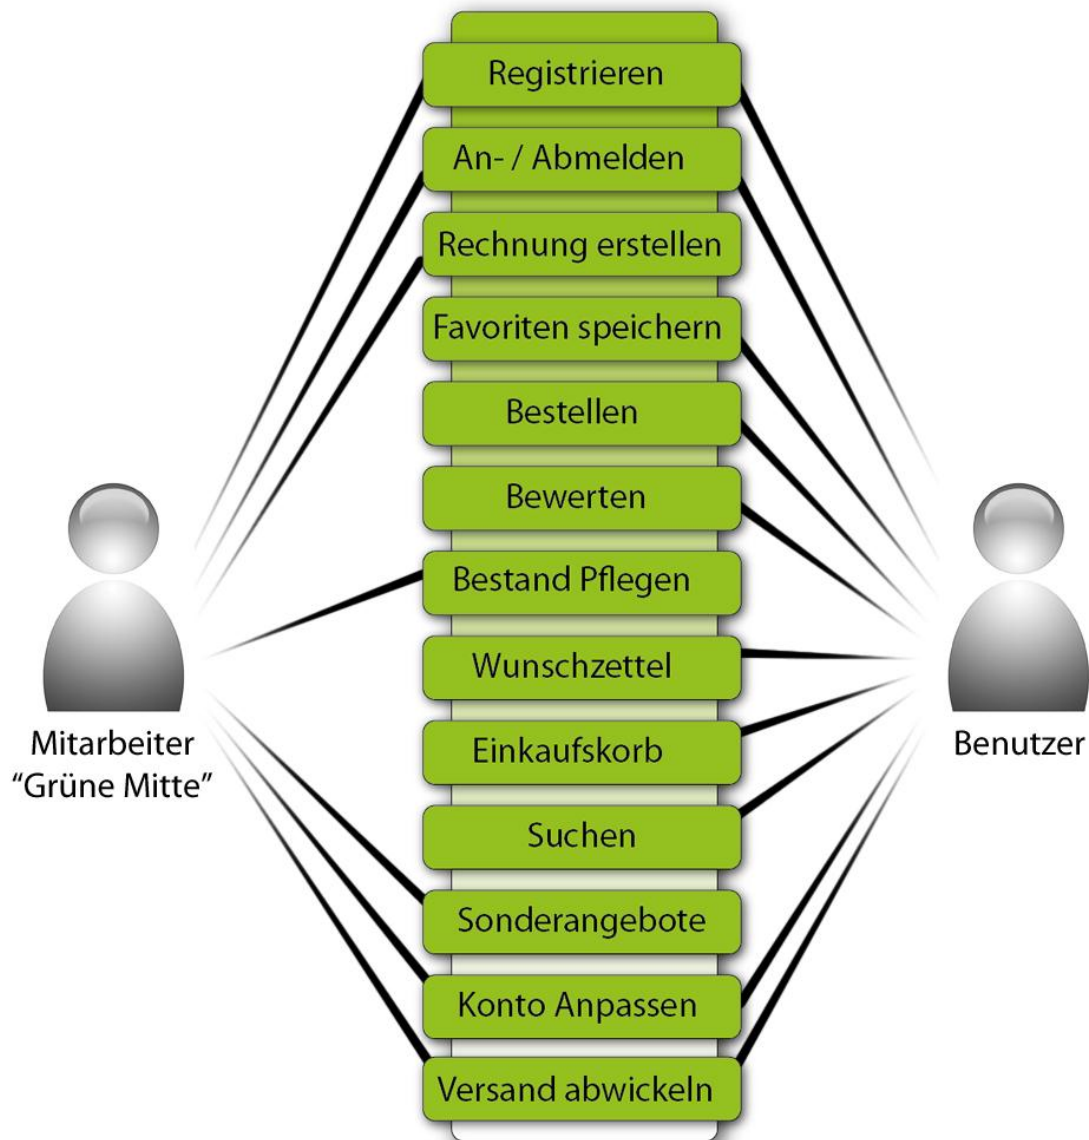 Registrieren
An- / Abmelden
Rechnung erstellen
Favoriten speichern
Bestellen
Bewerten
Bestand Pflegen
Wunschzettel
Einkaufskorb
Suchen
Sonderangebote
Konto Anpassen
Versand abwickeln
Mitarbeiter
“Grüne Mitte”
Benutzer